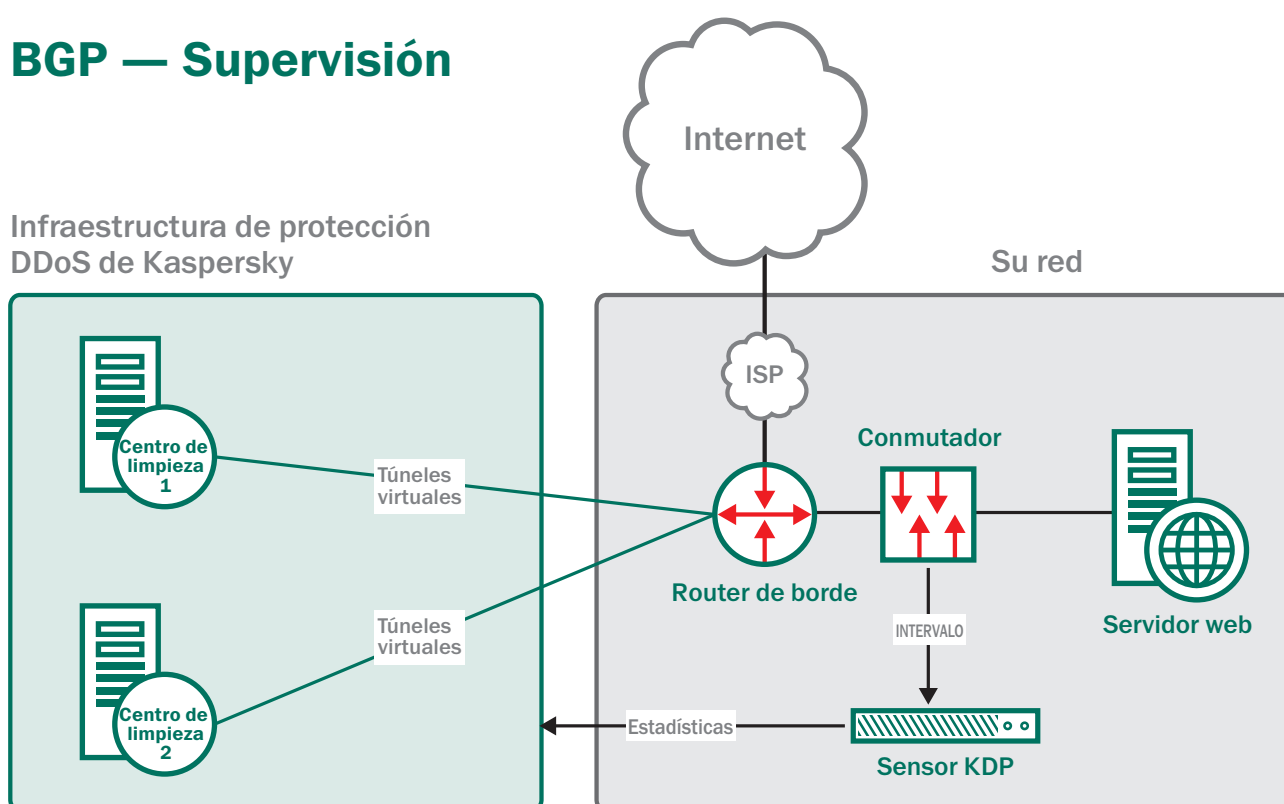 BGP — Supervisión
Internet
Infraestructura de protección
DDoS de Kaspersky
Su red
ISP
Centro de
limpieza
1
Túneles
virtuales
Conmutador
Router de borde
INTERVALO
Servidor web
Túneles
virtuales
Centro de
limpieza
2
Estadísticas
Sensor KDP